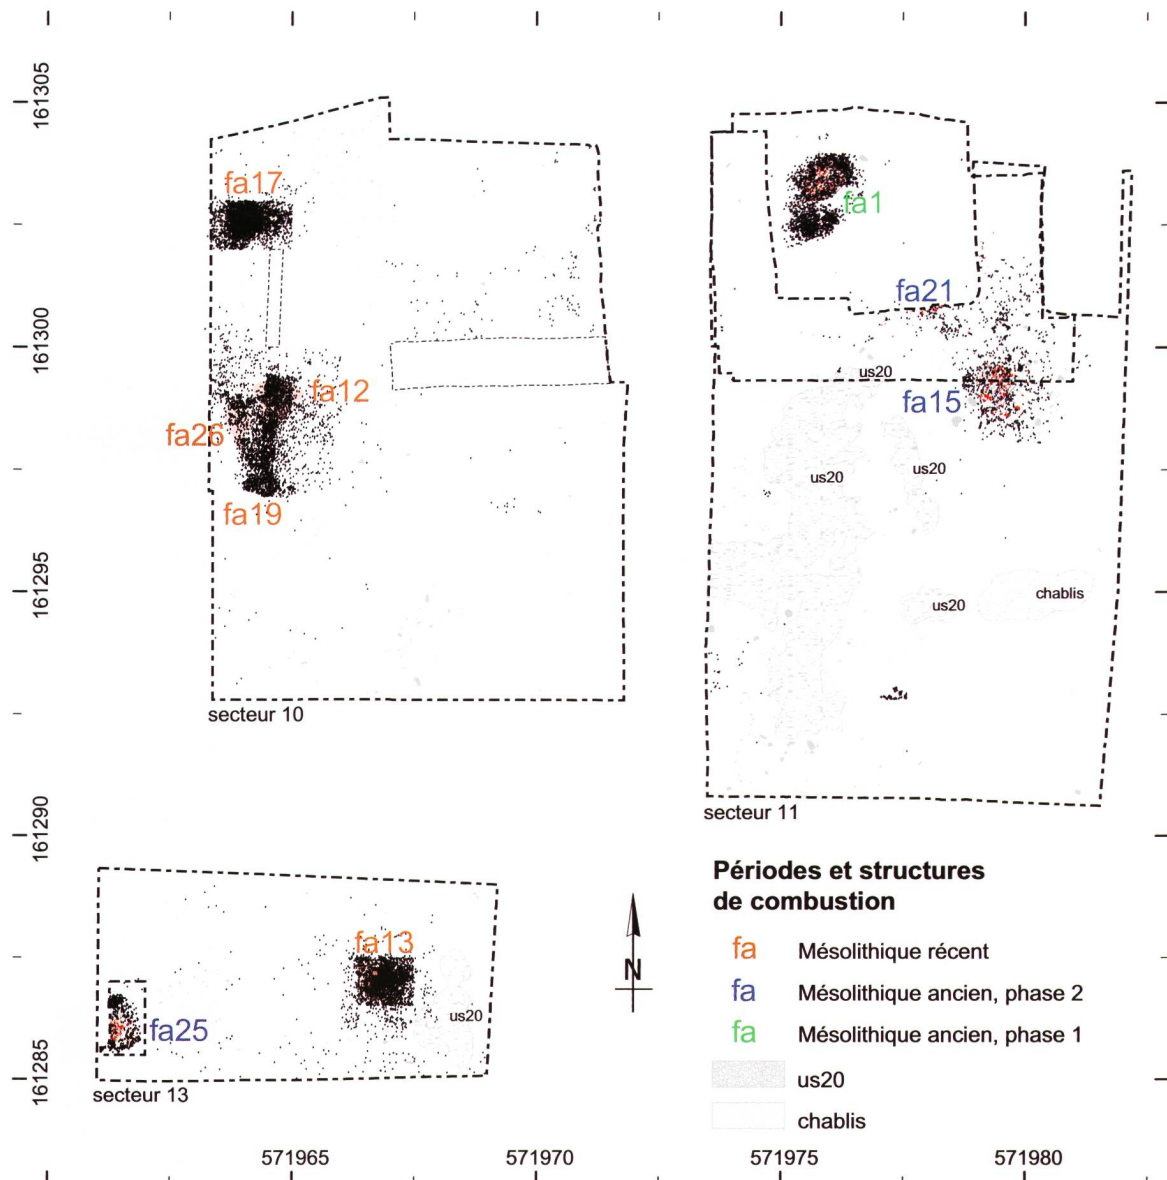 161305
161300
161295
161290
161285
fa17
fa12
fa26
fa19
secteur 10
fa1
fa21
us20
fa15
us20
us20
us20
chablis
secteur 11
fa13
fa25
us20
secteur 13
N
Périodes et structures
de combustion
fa Mésolithique récent
fa Mésolithique ancien, phase 2
fa Mésolithique ancien, phase 1
us20
chablis
571965
571970
571975
571980